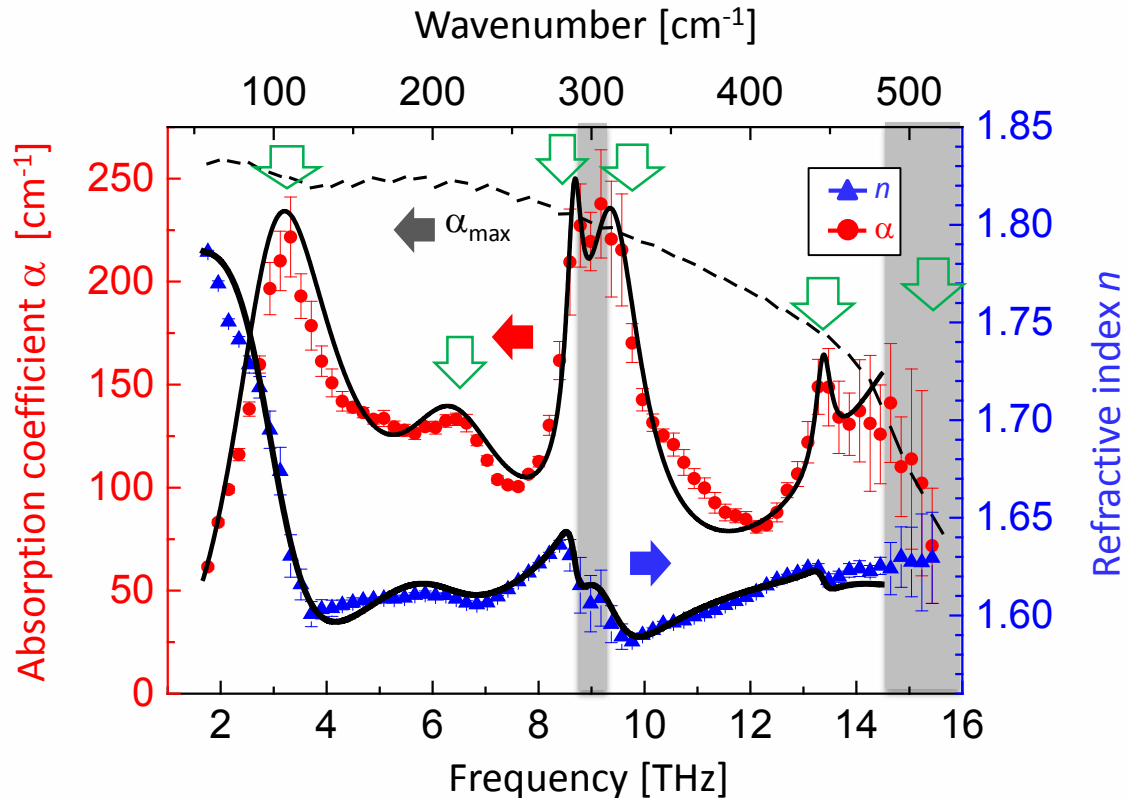 Wavenumber [cm⁻¹]
100 200 300 400 500
Absorption coefficient α [cm⁻¹]
250
200
150
100
50
0
α_max
n
α
1.85
1.80
1.75
1.70
1.65
1.60
Refractive index n
2 4 6 8 10 12 14 16
Frequency [THz]